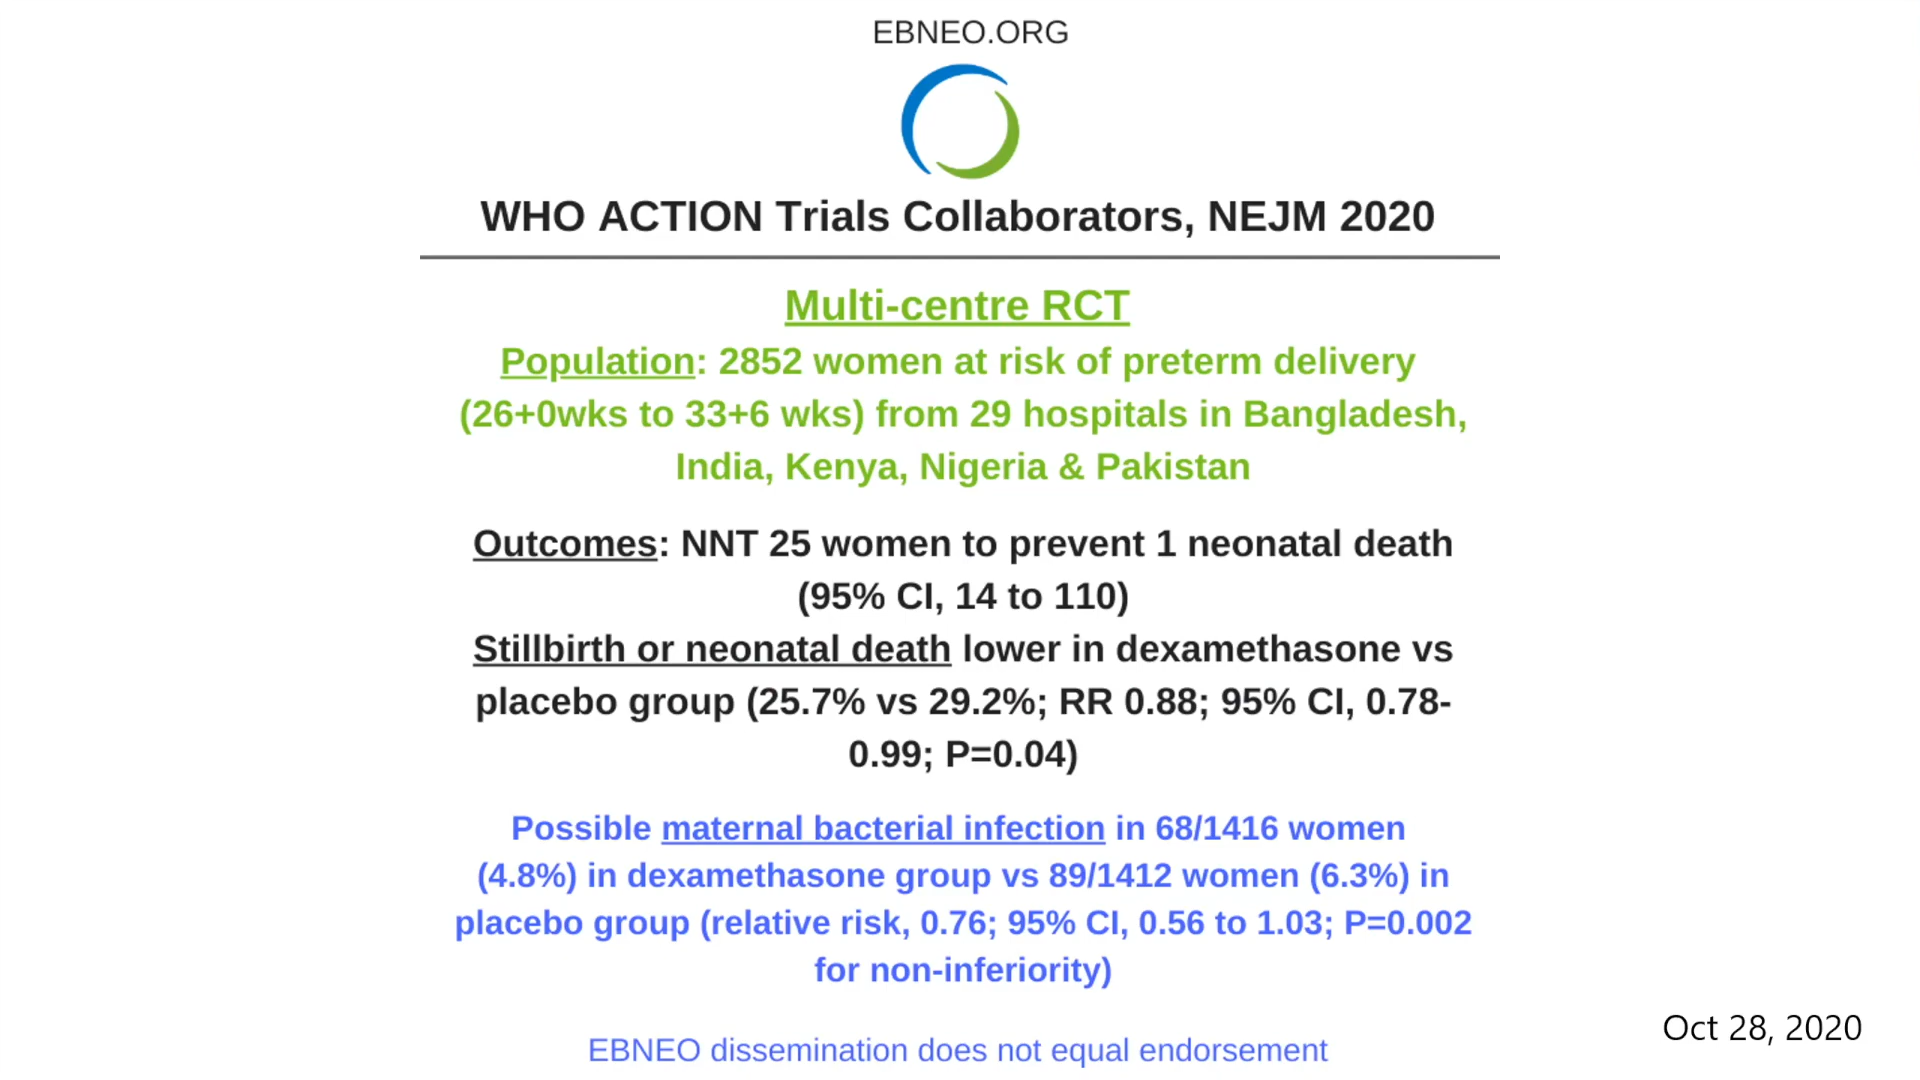 EBNEO.ORG
WHO ACTION Trials Collaborators, NEJM 2020
Multi-centre RCT
Population: 2852 women at risk of preterm delivery
(26+0wks to 33+6 wks) from 29 hospitals in Bangladesh,
India, Kenya, Nigeria & Pakistan
Outcomes: NNT 25 women to prevent 1 neonatal death
(95% CI, 14 to 110)
Stillbirth or neonatal death lower in dexamethasone vs
placebo group (25.7% vs 29.2%; RR 0.88; 95% CI, 0.78-
0.99; P=0.04)
Possible maternal bacterial infection in 68/1416 women
(4.8%) in dexamethasone group vs 89/1412 women (6.3%) in
placebo group (relative risk, 0.76; 95% CI, 0.56 to 1.03; P=0.002
for non-inferiority)
Oct 28, 2020
EBNEO dissemination does not equal endorsement